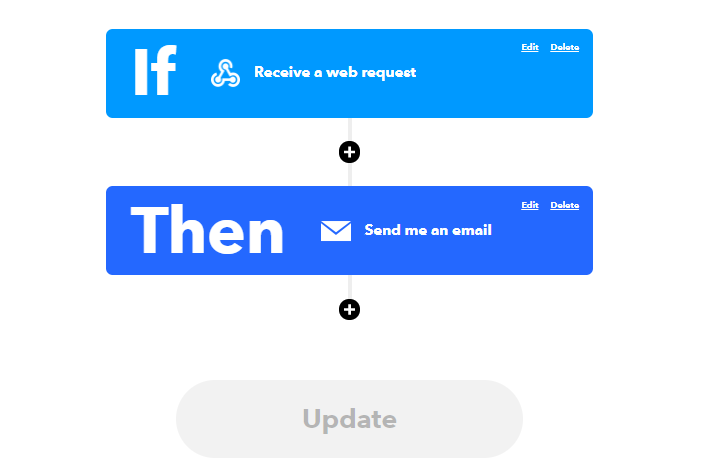 If
Receive a web request
Edit Delete
Then
Send me an email
Edit Delete
Update